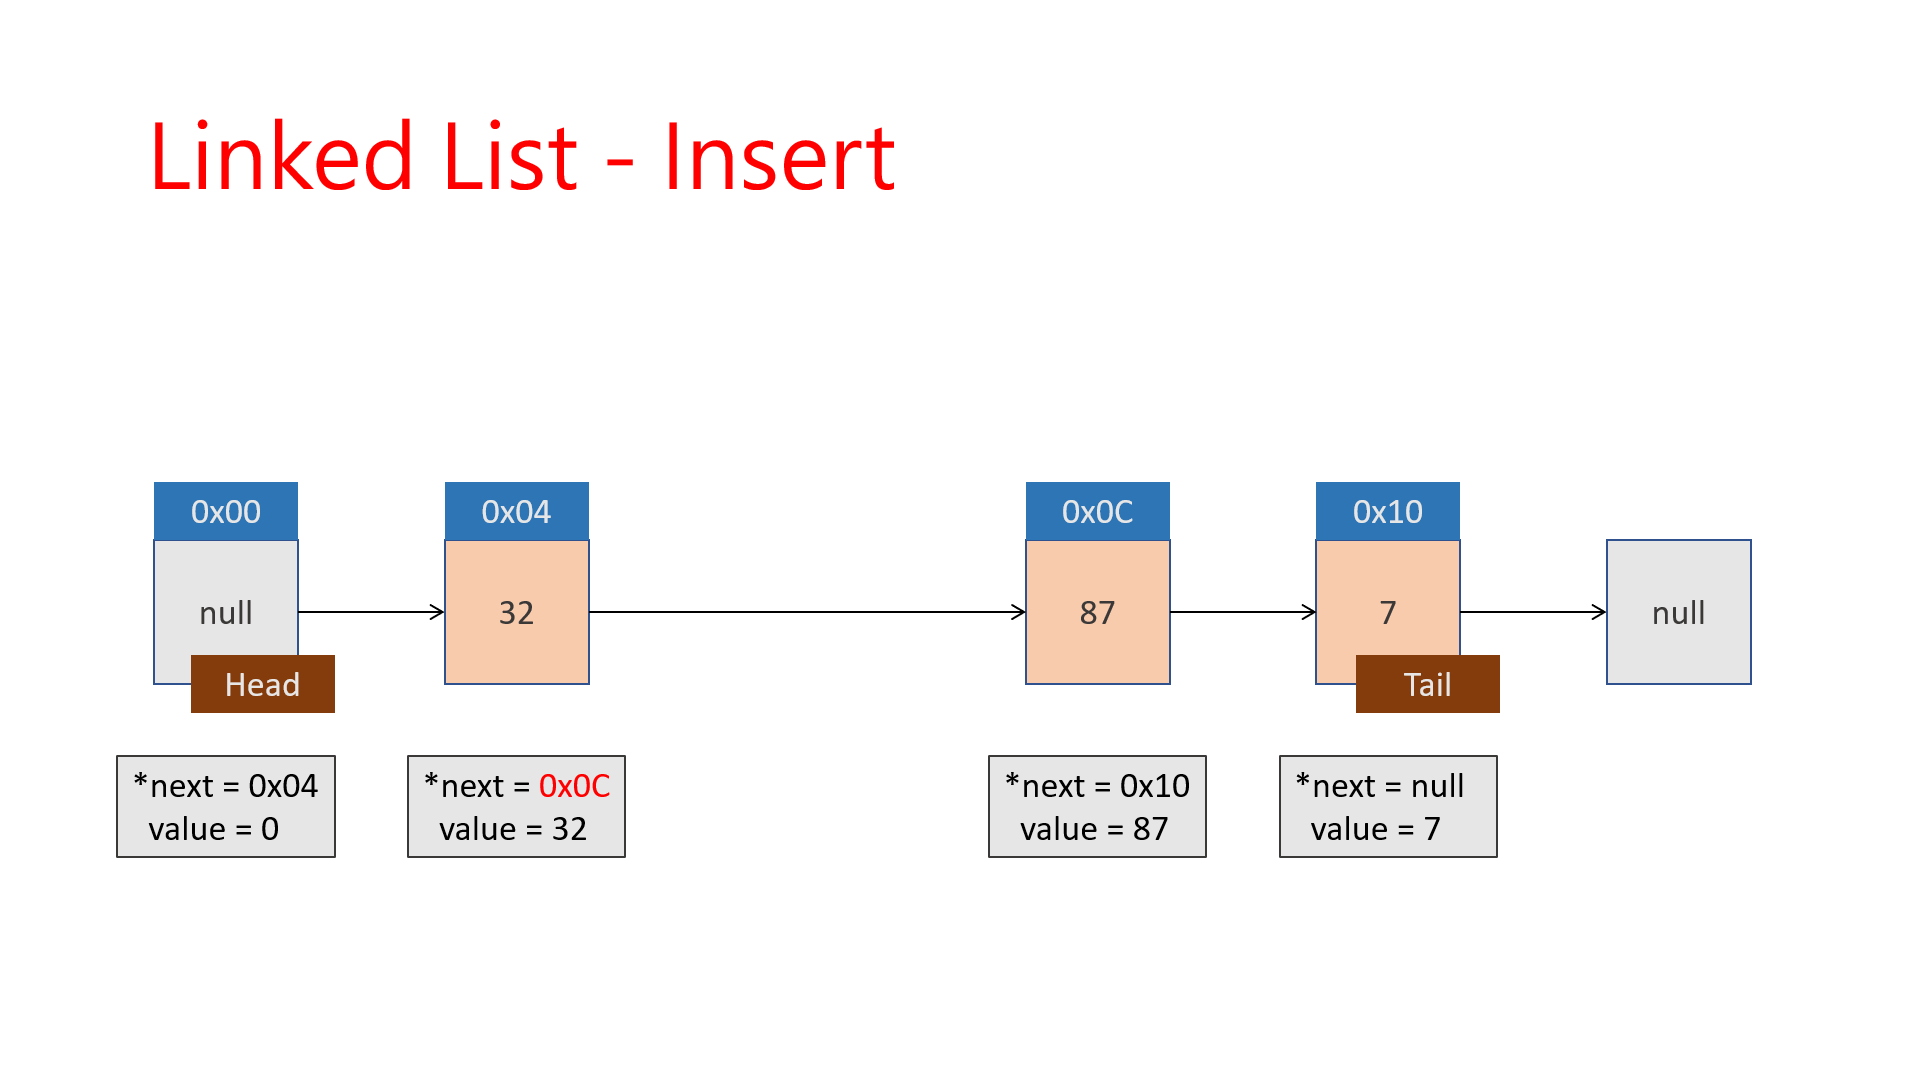 Linked List - Insert
0x00
0x04
0x0C
0x10
null
32
87
7
null
Head
Tail
*next = 0x04
value = 0
*next = 0x0C
value = 32
*next = 0x10
value = 87
*next = null
value = 7